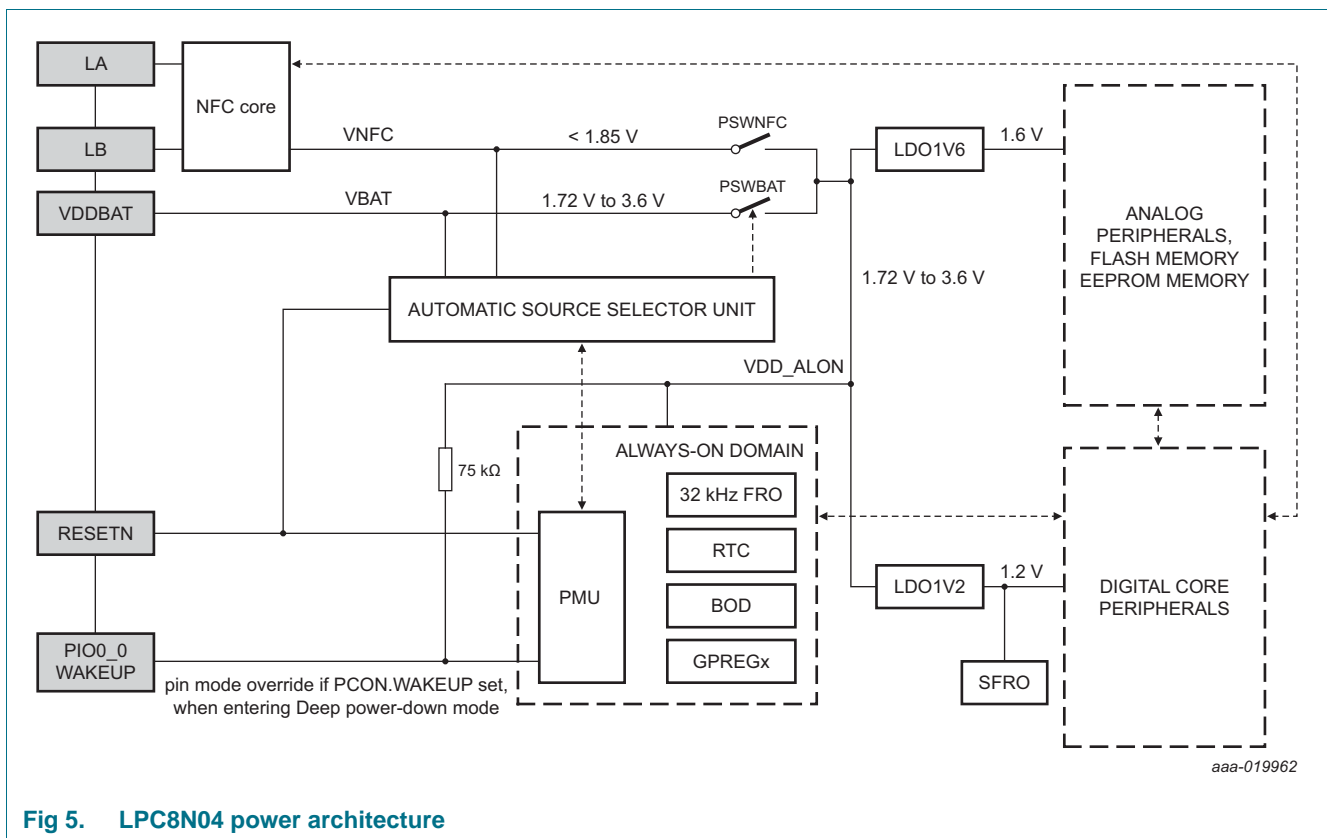 LA
NFC core
LB
VNFC
< 1.85 V
PSWNFC
LDO1V6
1.6 V
VDDBAT
VBAT
1.72 V to 3.6 V
PSWBAT
ANALOG
PERIPHERALS,
FLASH MEMORY
EEPROM MEMORY
1.72 V to 3.6 V
AUTOMATIC SOURCE SELECTOR UNIT
VDD_ALON
75 kΩ
ALWAYS-ON DOMAIN
32 kHz FRO
RTC
BOD
GPREGx
PMU
RESETN
PIO0_0
WAKEUP
pin mode override if PCON.WAKEUP set,
when entering Deep power-down mode
LDO1V2
1.2 V
SFRO
DIGITAL CORE
PERIPHERALS
aaa-019962
Fig 5. LPC8N04 power architecture